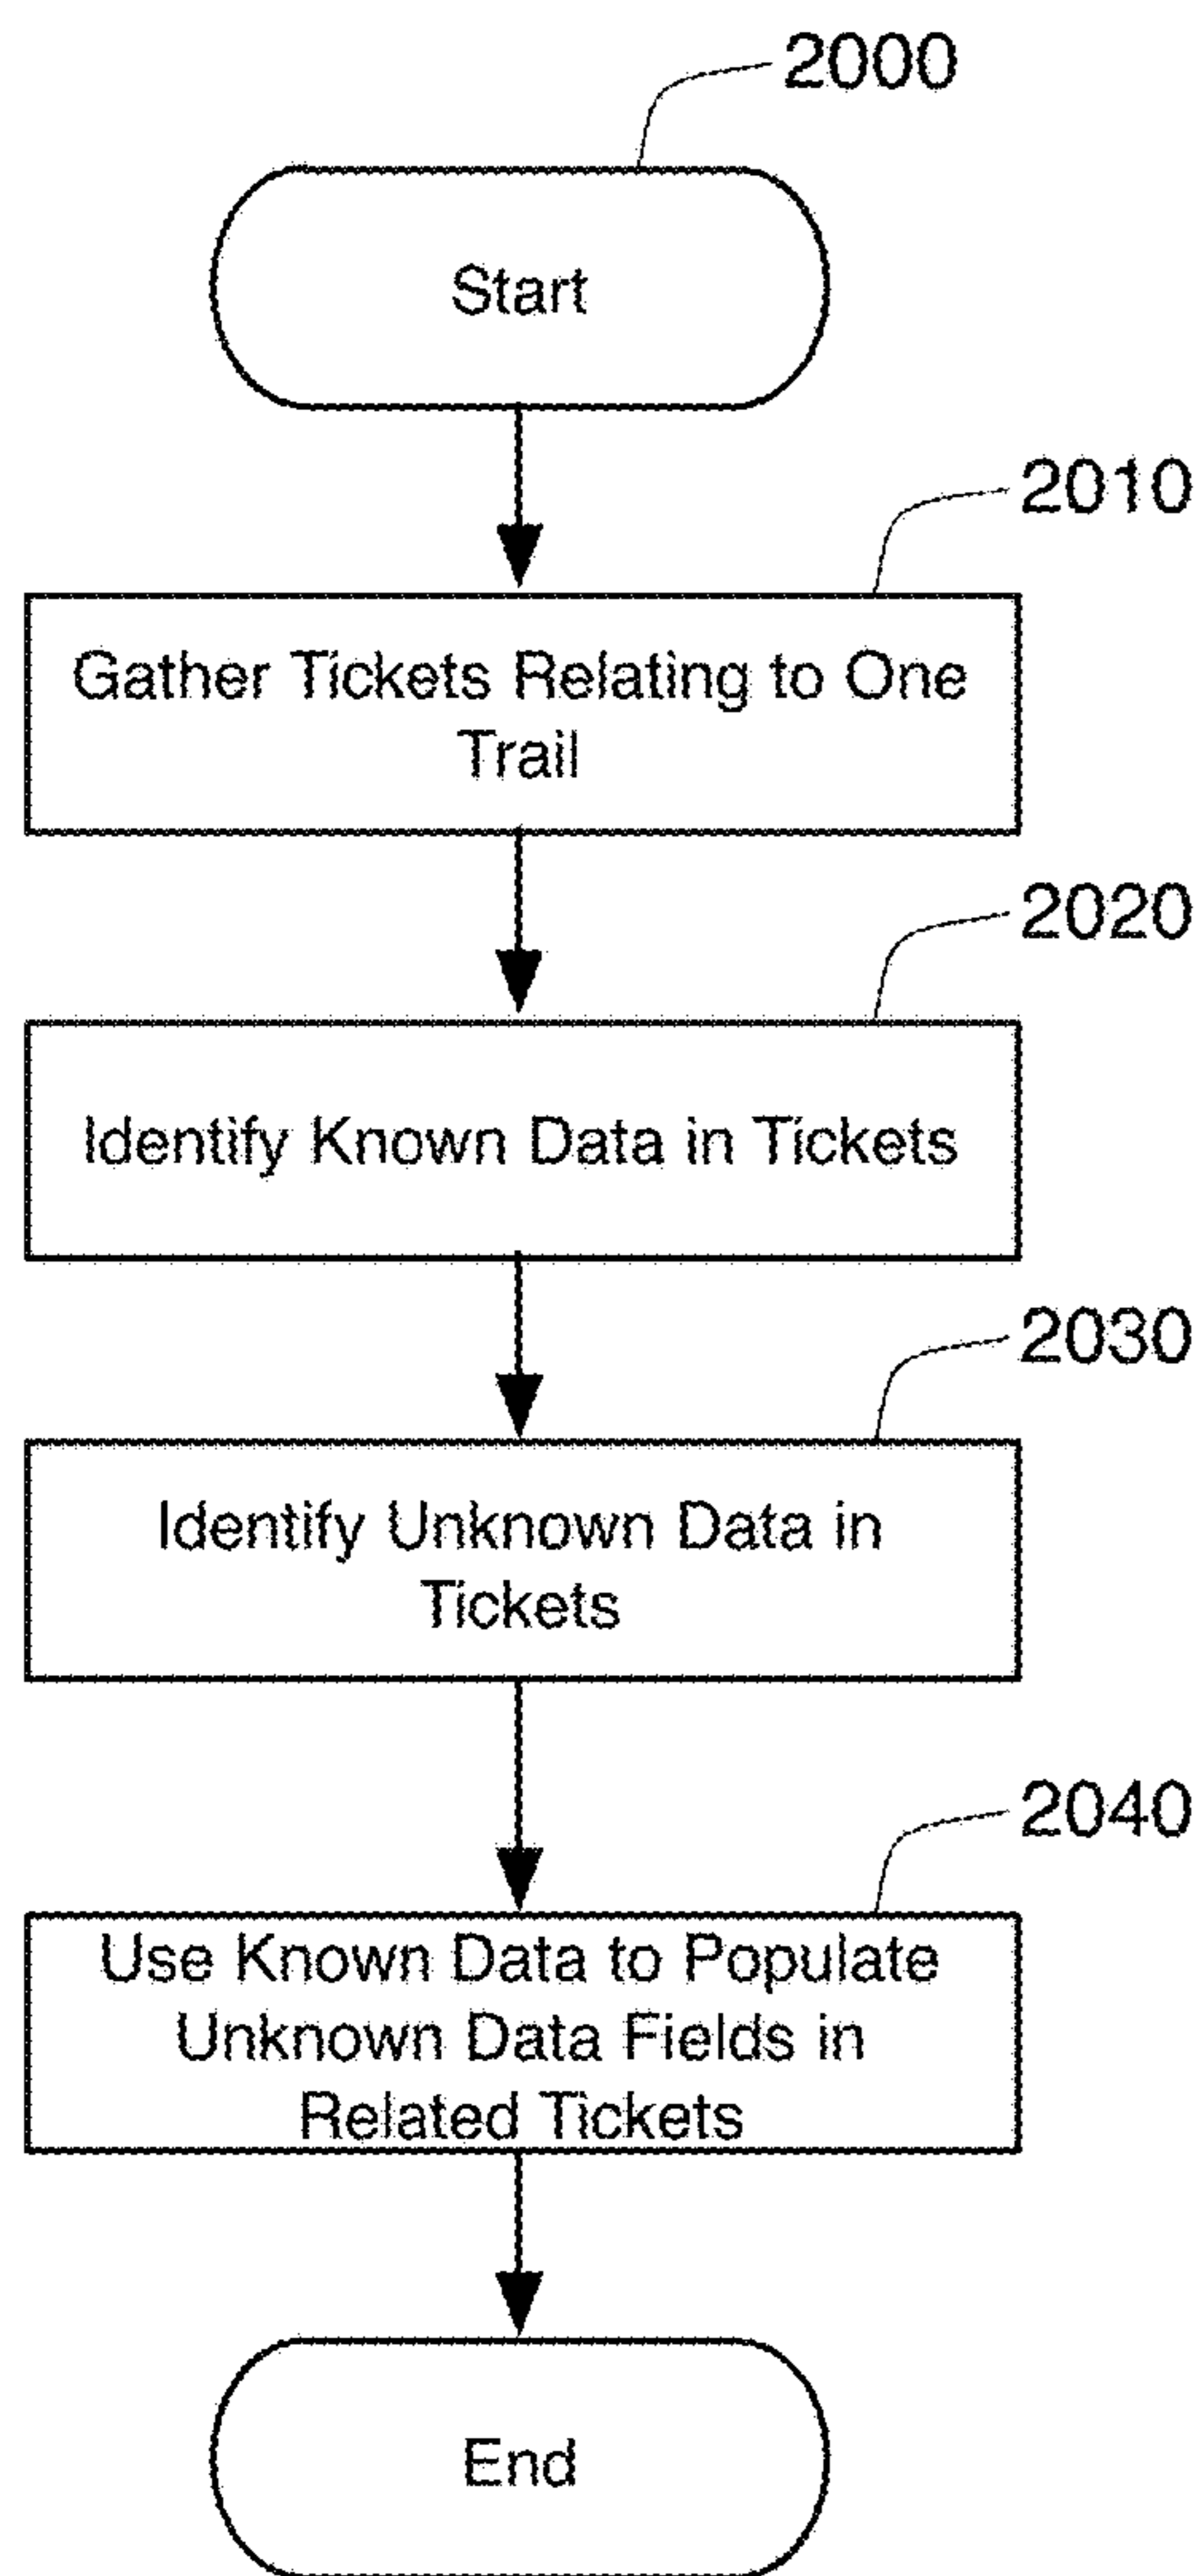 2000
Start
2010
Gather Tickets Relating to One
Trail
2020
Identify Known Data in Tickets
2030
Identify Unknown Data in
Tickets
2040
Use Known Data to Populate
Unknown Data Fields in
Related Tickets
End